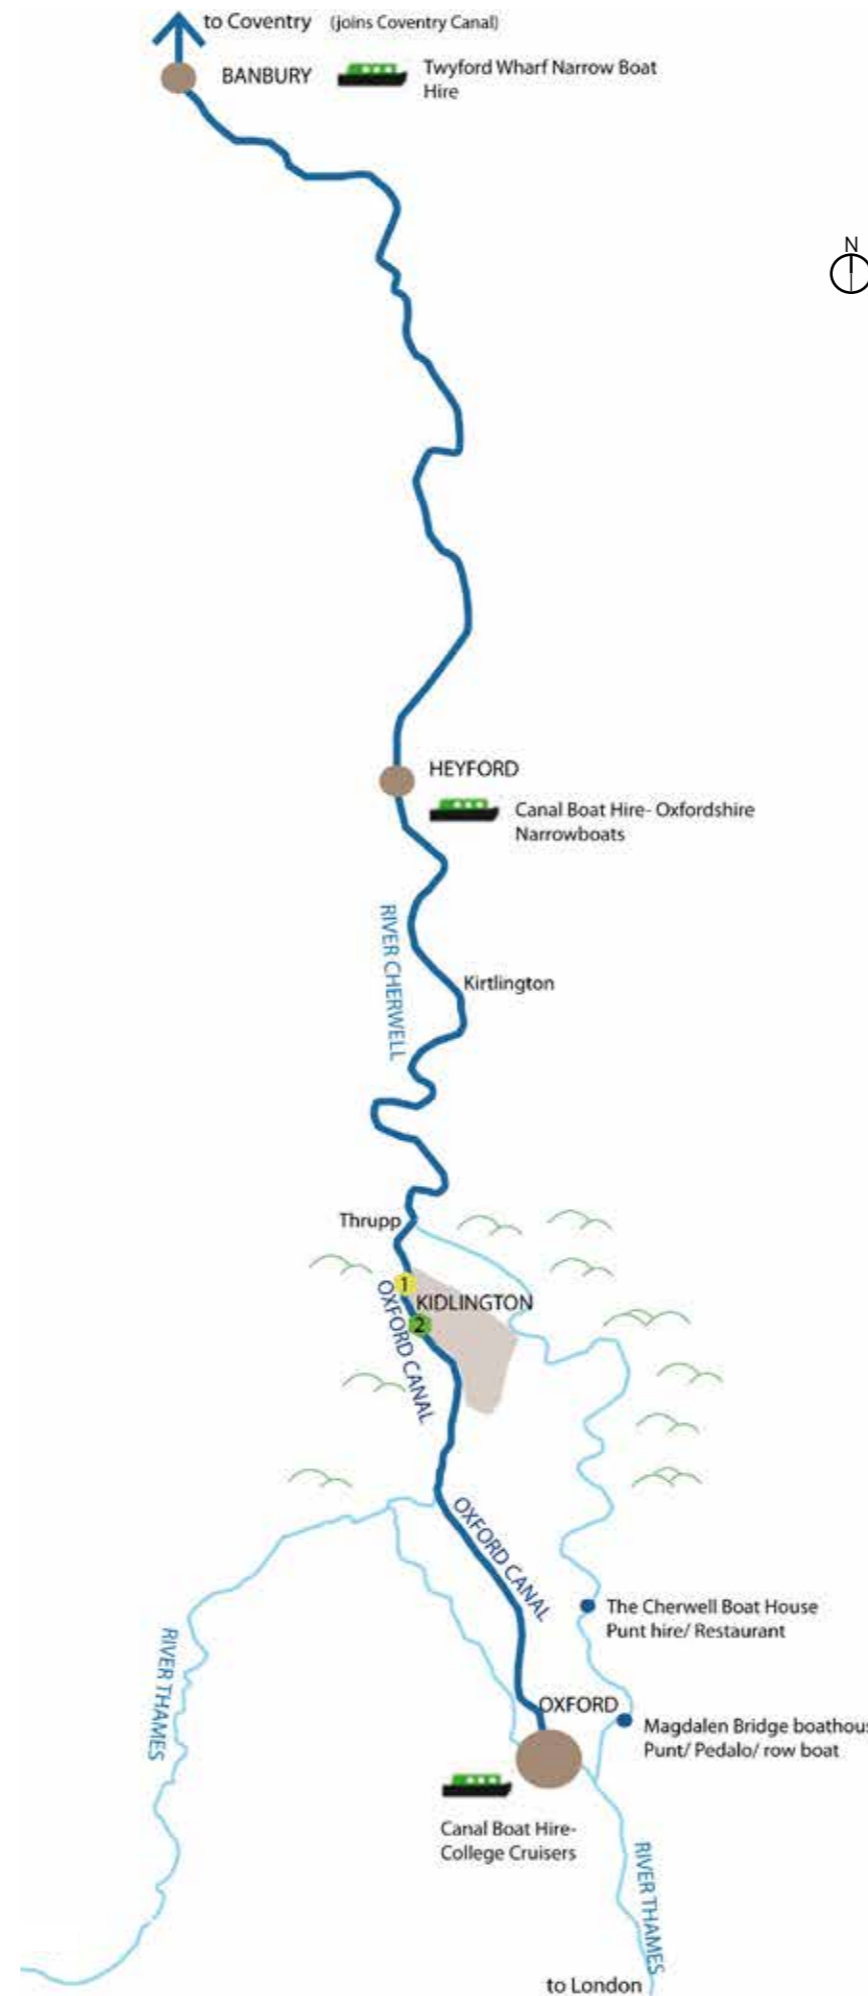 to Coventry (joins Coventry Canal)
BANBURY
Twyford Wharf Narrow Boat
Hire
N
HEYFORD
Canal Boat Hire- Oxfordshire
Narrowboats
RIVER CHERWELL
Kirtlington
Thrupp
1
KIDLINGTON
2
OXFORD CANAL
OXFORD CANAL
The Cherwell Boat House
Punt hire/ Restaurant
RIVER THAMES
OXFORD
Magdalen Bridge boathou
Punt/ Pedalo/ row boat
Canal Boat Hire-
College Cruisers
RIVER THAMES
to London